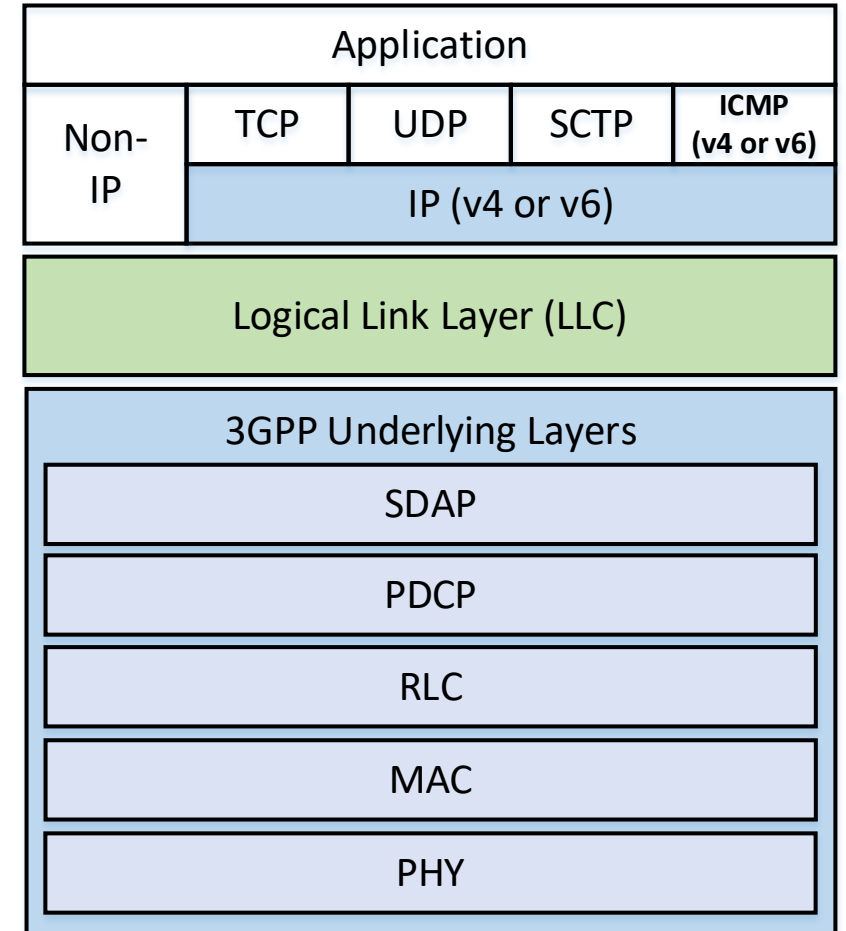 Application
Non-
IP
TCP
UDP
SCTP
ICMP
(v4 or v6)
IP (v4 or v6)
Logical Link Layer (LLC)
3GPP Underlying Layers
SDAP
PDCP
RLC
MAC
PHY